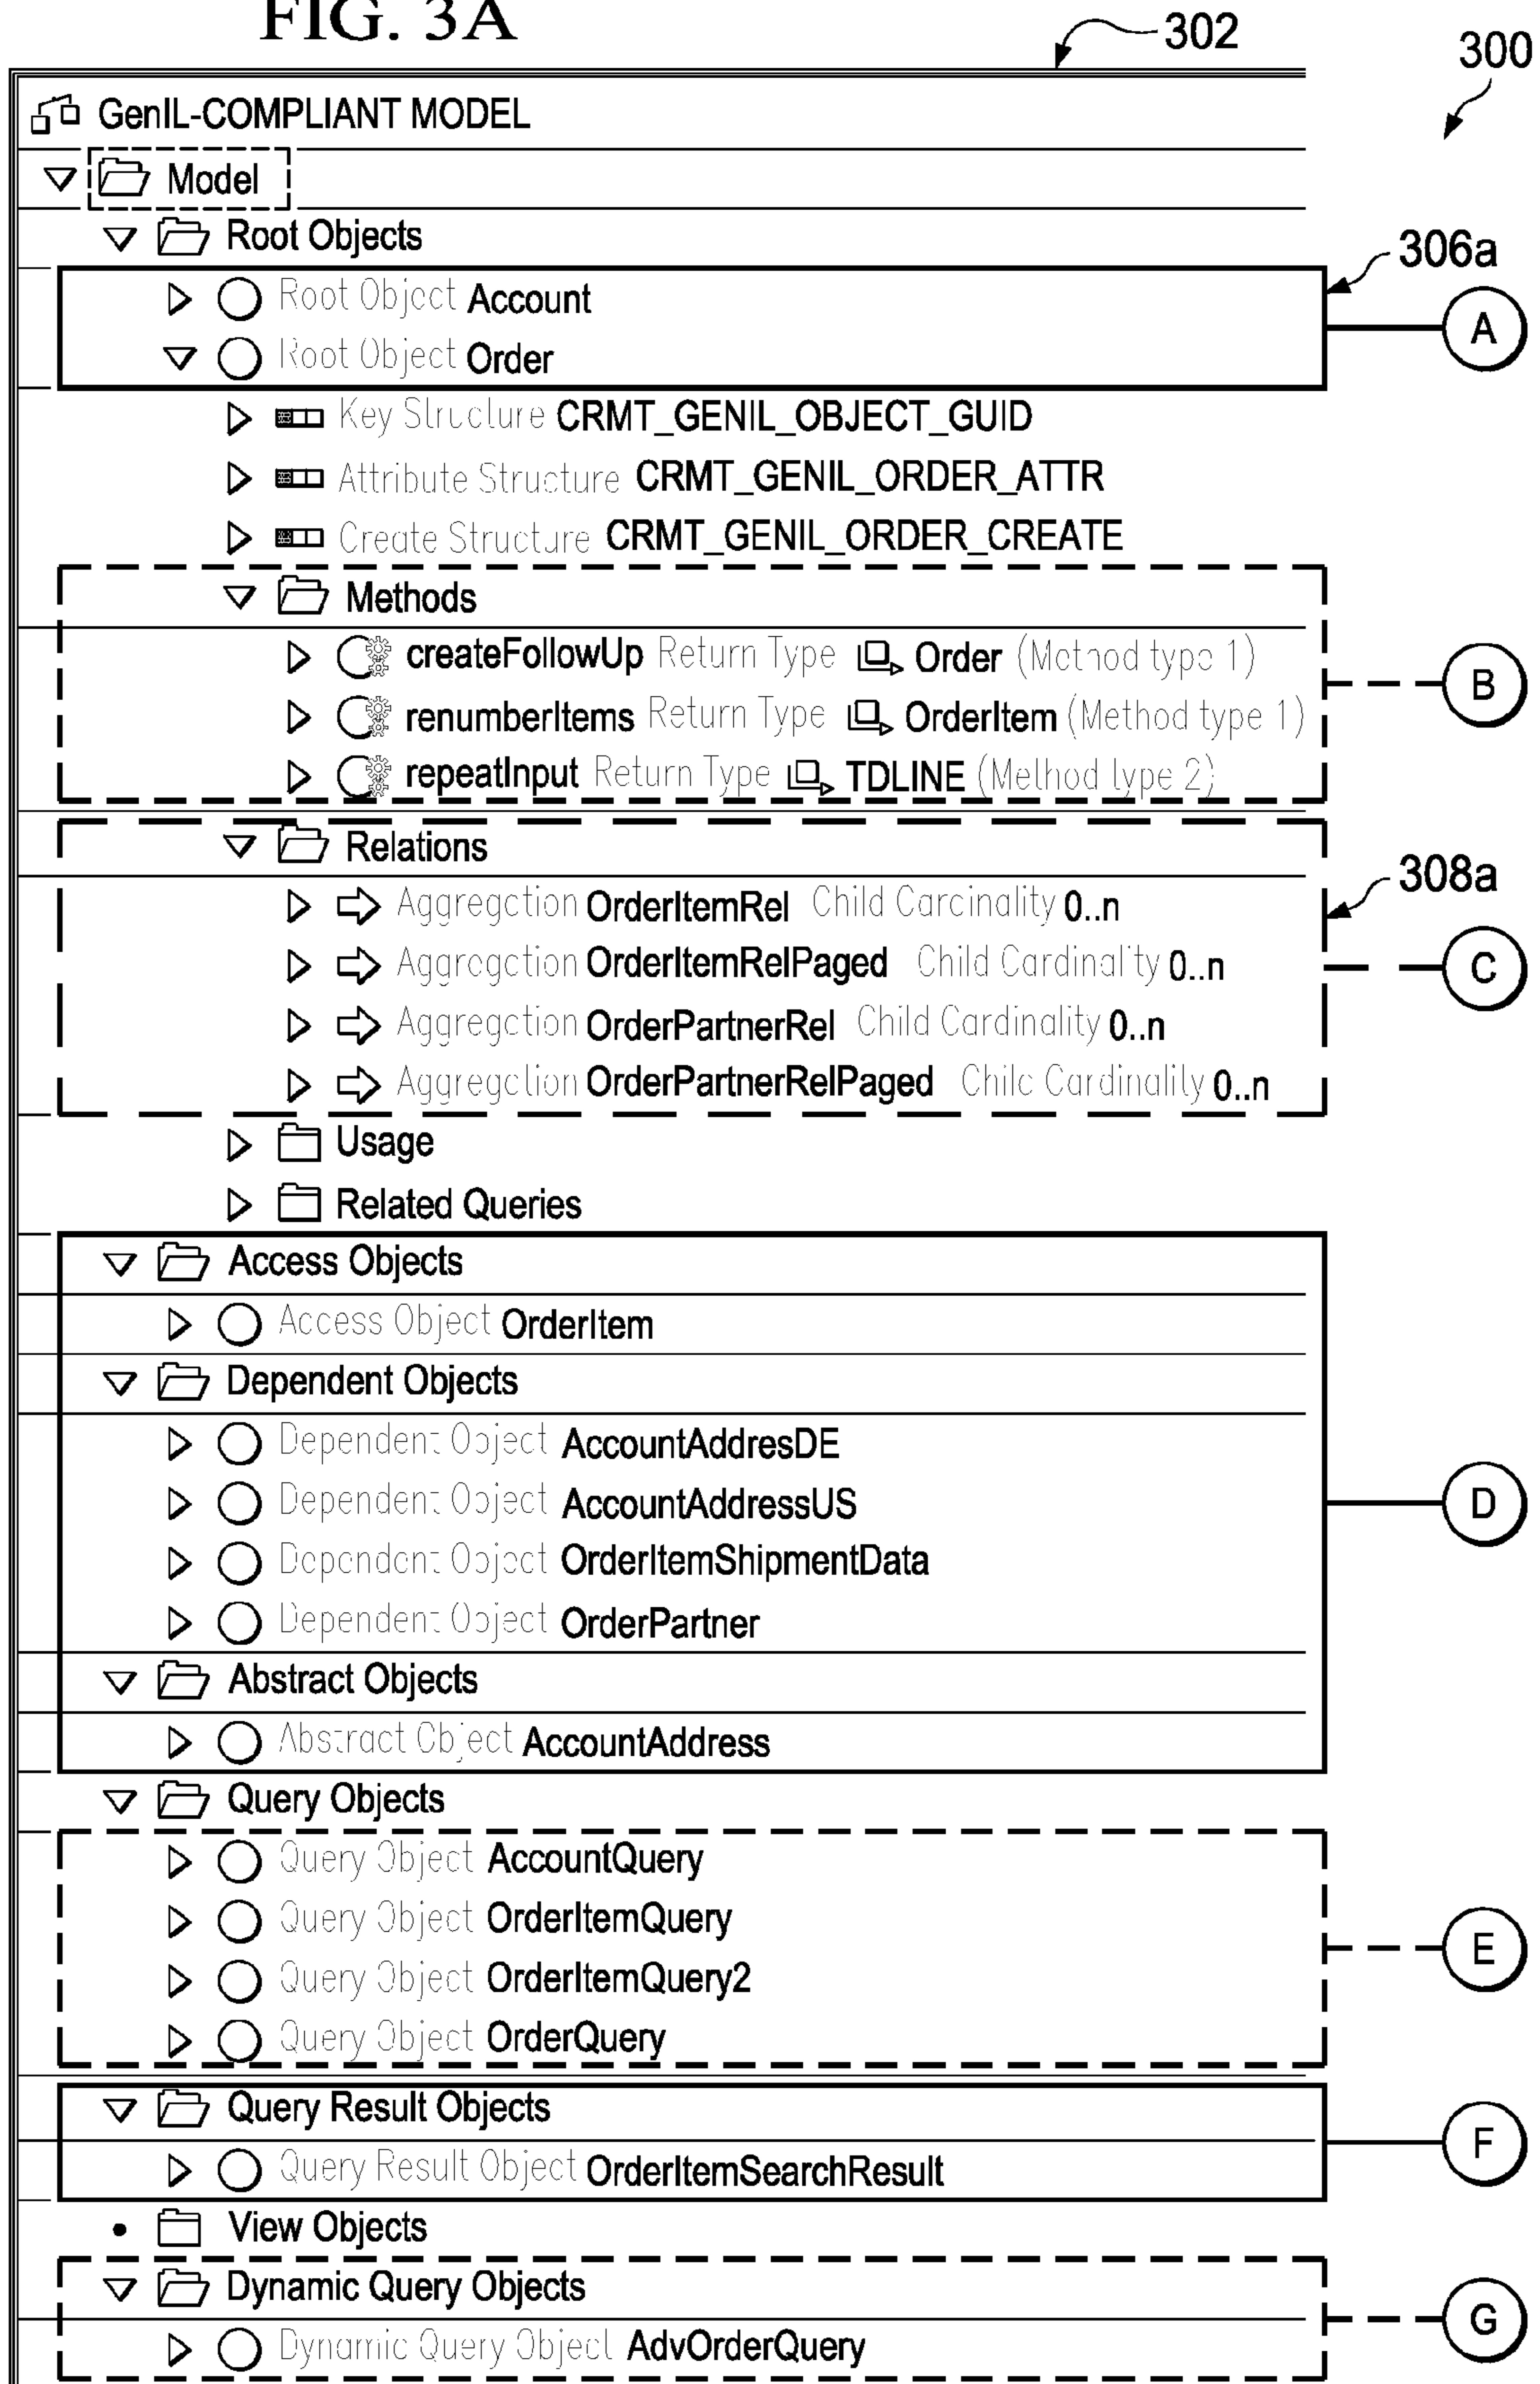 FIG. 3A
302
300
GenIL-COMPLIANT MODEL
Model
Root Objects
306a
Root Object Account
A
Root Object Order
Key Structure CRMT_GENIL_OBJECT_GUID
Attribute Structure CRMT_GENIL_ORDER_ATTR
Create Structure CRMT_GENIL_ORDER_CREATE
Methods
createFollowUp Return Type Order (Method type 1)
B
renumberItems Return Type OrderItem (Method type 1)
repeatInput Return Type TDLINE (Method type 2)
Relations
308a
Aggregation OrderItemRel Child Cardinality 0..n
Aggregation OrderItemRelPaged Child Cardinality 0..n
C
Aggregation OrderPartnerRel Child Cardinality 0..n
Aggregation OrderPartnerRelPaged Child Cardinality 0..n
Usage
Related Queries
Access Objects
Access Object OrderItem
Dependent Objects
Dependent Object AccountAddresDE
Dependent Object AccountAddressUS
D
Dependent Object OrderItemShipmentData
Dependent Object OrderPartner
Abstract Objects
Abstract Object AccountAddress
Query Objects
Query Object AccountQuery
Query Object OrderItemQuery
E
Query Object OrderItemQuery2
Query Object OrderQuery
Query Result Objects
F
Query Result Object OrderItemSearchResult
View Objects
Dynamic Query Objects
G
Dynamic Query Object AdvOrderQuery